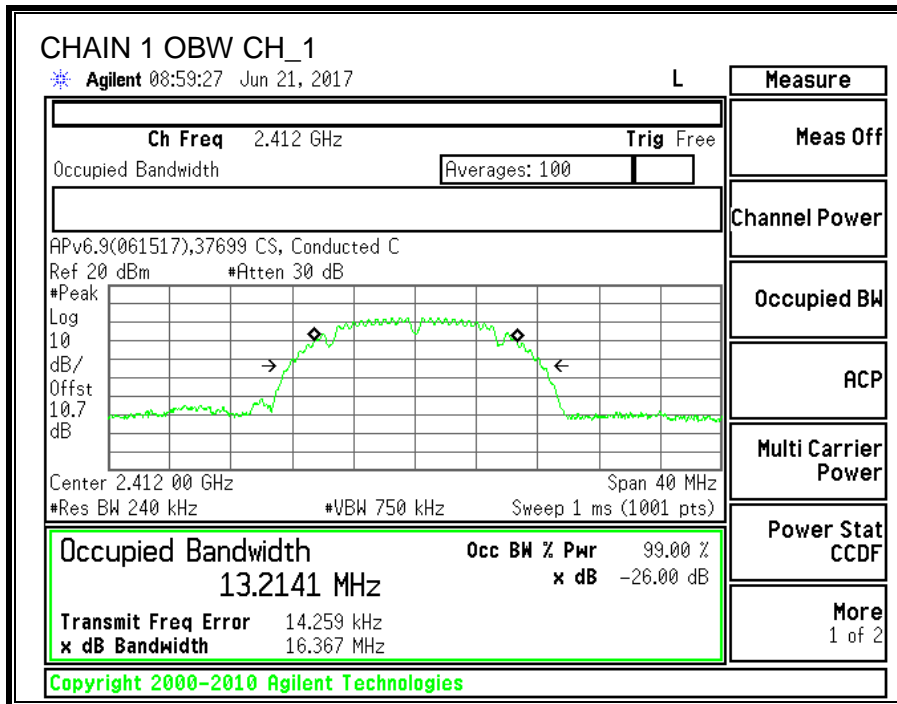 CHAIN 1 OBW CH_1
Agilent 08:59:27 Jun 21, 2017 L
Measure
Ch Freq 2.412 GHz Trig Free
Occupied Bandwidth Averages: 100
APv6.9(061517),37699 CS, Conducted C
Ref 20 dBm #Atten 30 dB
#Peak
Log
10
dB/
Offst
10.7
dB
Center 2.412 00 GHz Span 40 MHz
#Res BW 240 kHz #VBW 750 kHz Sweep 1 ms (1001 pts)
Occupied Bandwidth Occ BW % Pwr 99.00 %
13.2141 MHz x dB -26.00 dB
Transmit Freq Error 14.259 kHz
x dB Bandwidth 16.367 MHz
Copyright 2000-2010 Agilent Technologies
Meas Off
Channel Power
Occupied BW
ACP
Multi Carrier
Power
Power Stat
CCDF
More
1 of 2